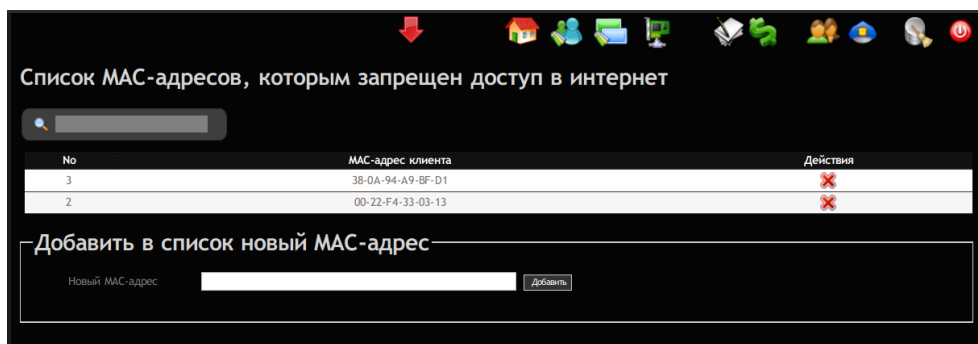 Список MAC-адресов, которым запрещен доступ в интернет
No MAC-адрес клиента Действия
3 38-0A-94-A9-BF-D1
2 00-22-F4-33-03-13
Добавить в список новый MAC-адрес
Новый MAC-адрес Добавить